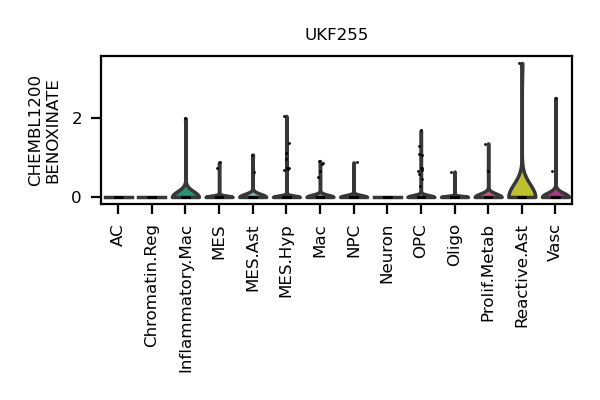 UKF255
CHEMBL1200
BENOXINATE
2
0
AC
Chromatin.Reg
Inflammatory.Mac
MES
MES.Ast
MES.Hyp
Mac
NPC
Neuron
OPC
Oligo
Prolif.Metab
Reactive.Ast
Vasc